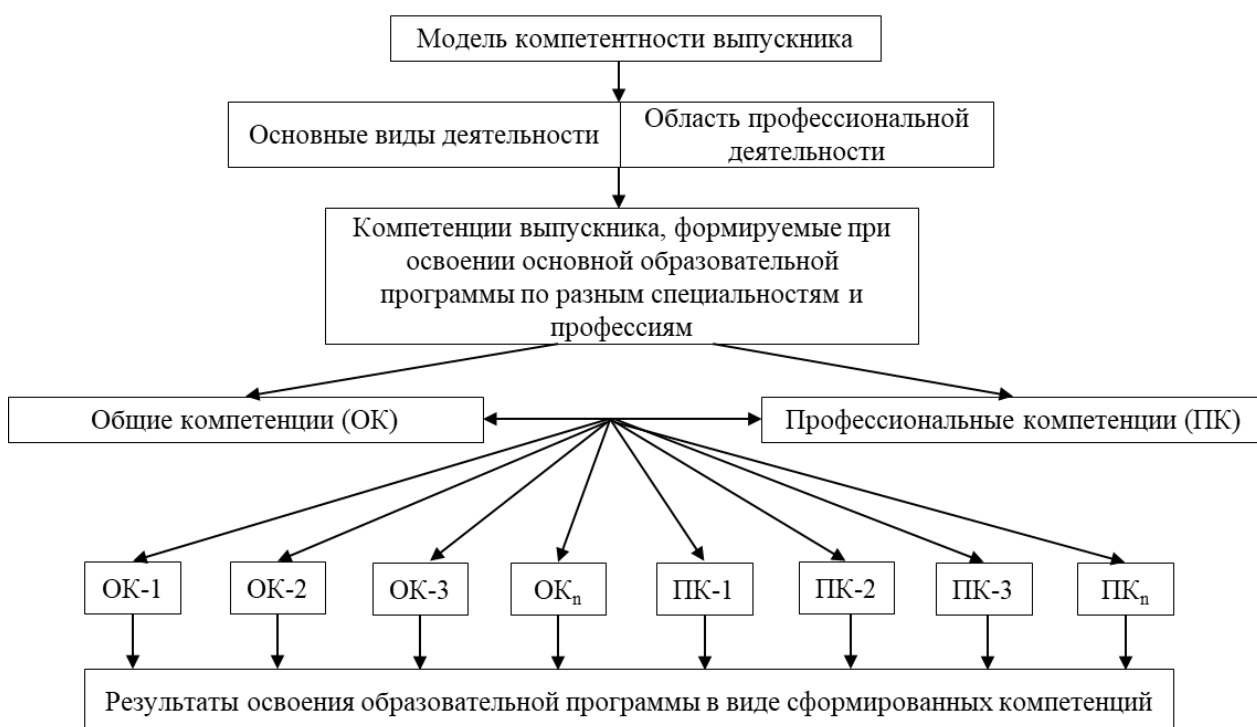 Модель компетентности выпускника
Основные виды деятельности
Область профессиональной
деятельности
Компетенции выпускника, формируемые при
освоении основной образовательной
программы по разным специальностям и
профессиям
Общие компетенции (ОК)
Профессиональные компетенции (ПК)
ОК-1
ОК-2
ОК-3
ОКn
ПК-1
ПК-2
ПК-3
ПКn
Результаты освоения образовательной программы в виде сформированных компетенций